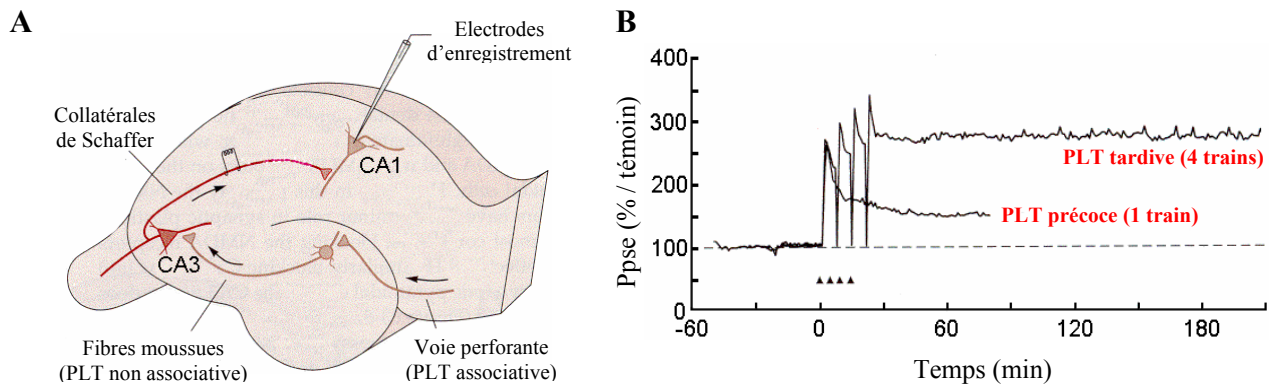 A
Electrodes
d’enregistrement
Collatérales
de Schaffer
CA1
CA3
Fibres moussues
(PLT non associative)
Voie perforante
(PLT associative)
B
Ppse (% / témoin)
400
300
200
100
0
PLT tardive (4 trains)
PLT précoce (1 train)
-60
0
60
120
180
Temps (min)